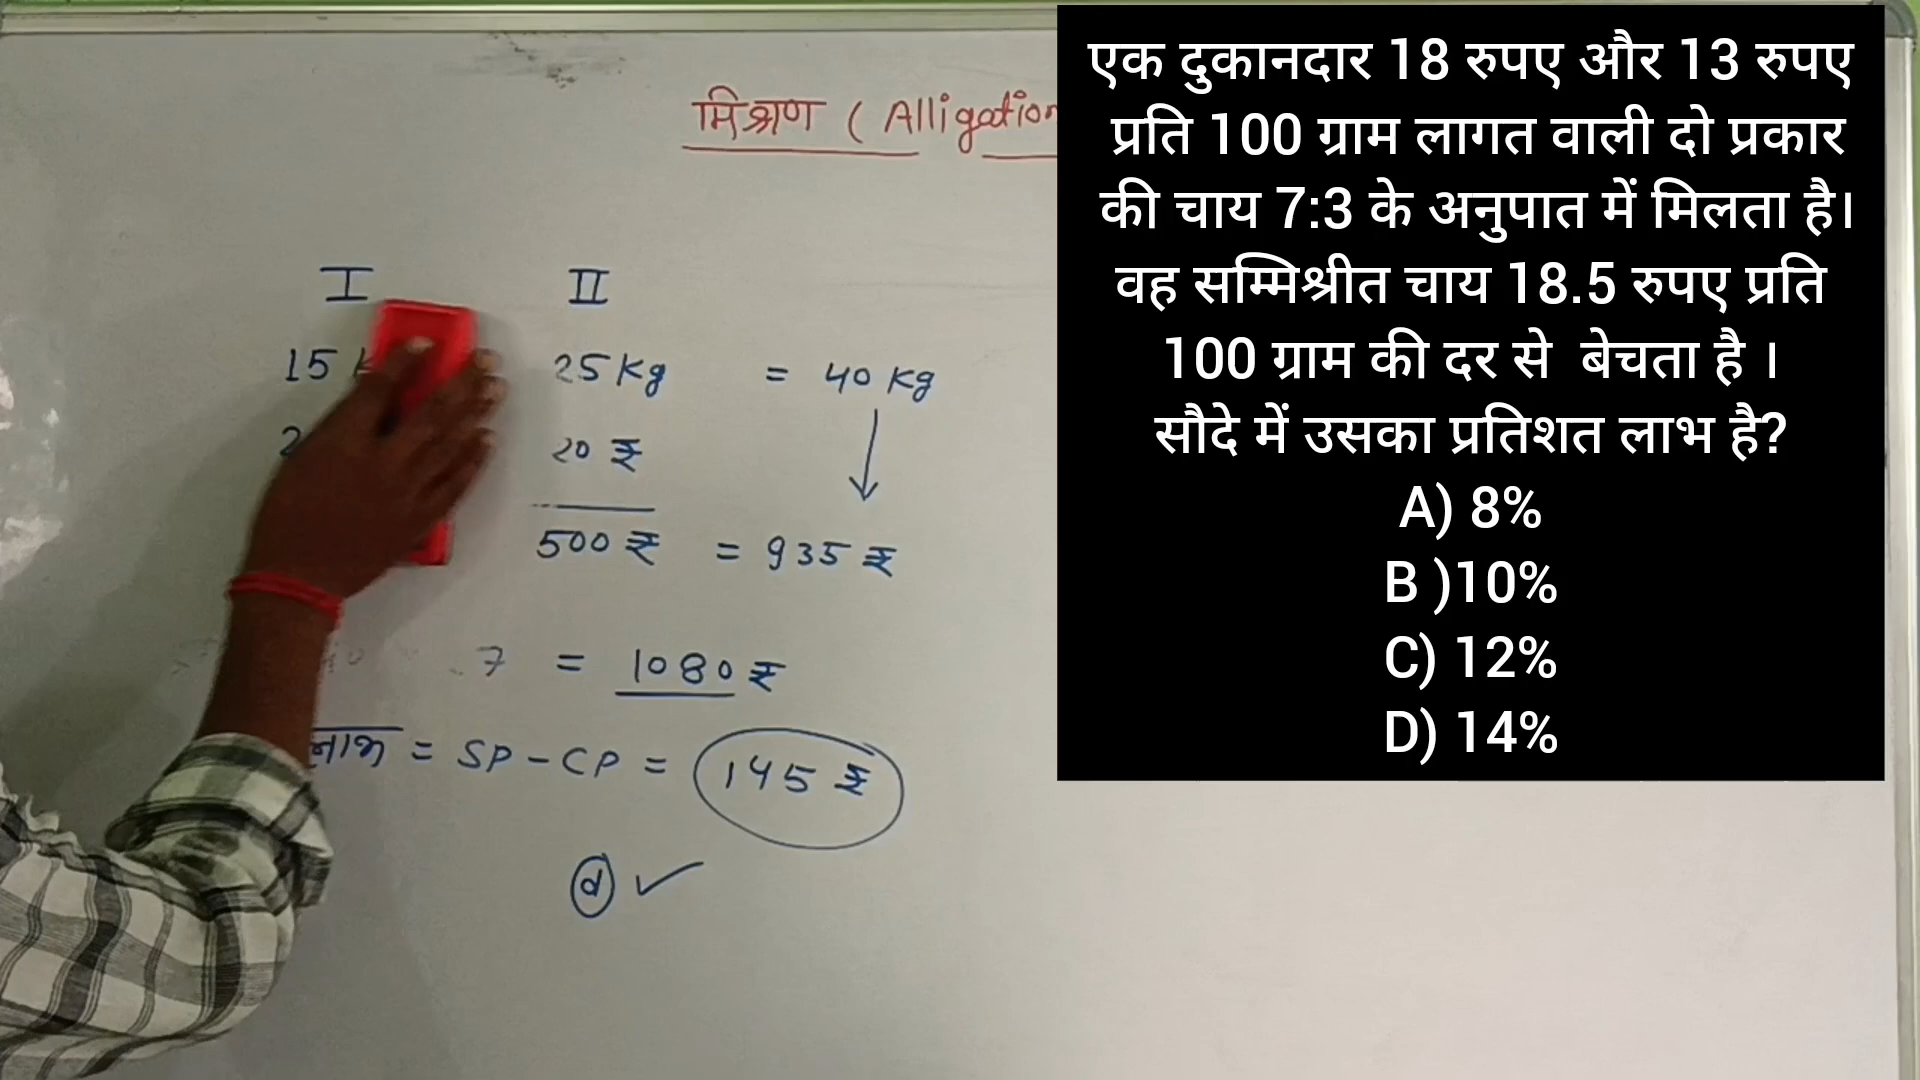 मिश्रण ( Alligation
I II
15 K 25 Kg = 40 Kg
2 20 ₹
500 ₹ = 935 ₹
7 = 1080 ₹
लाभ = SP - CP = 145 ₹
d ✓
एक दुकानदार 18 रुपए और 13 रुपए
प्रति 100 ग्राम लागत वाली दो प्रकार
की चाय 7:3 के अनुपात में मिलता है।
वह सम्मिश्रीत चाय 18.5 रुपए प्रति
100 ग्राम की दर से बेचता है ।
सौदे में उसका प्रतिशत लाभ है?
A) 8%
B )10%
C) 12%
D) 14%